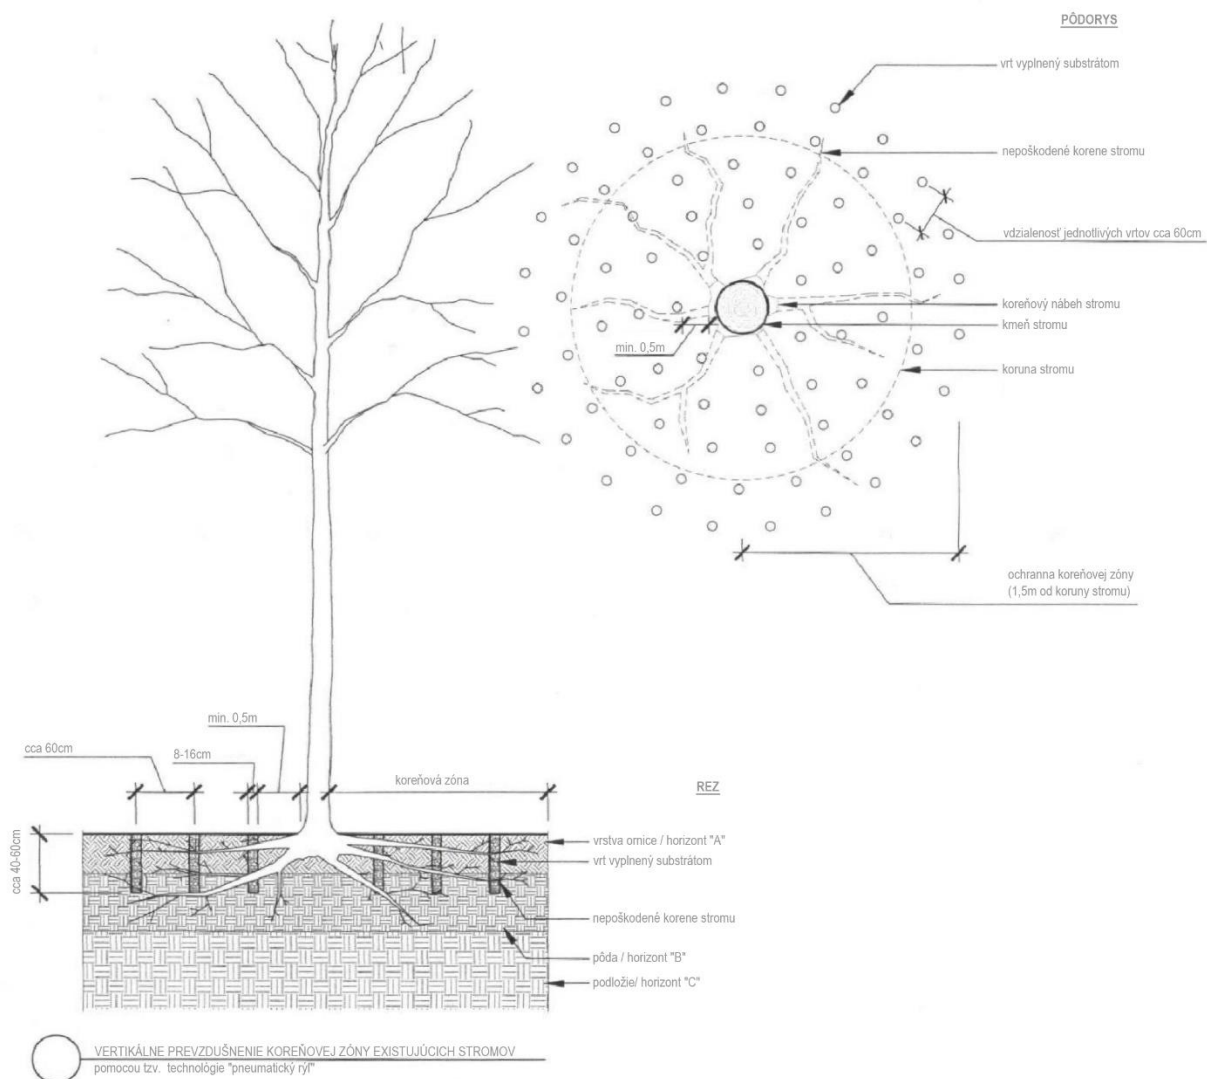 PÔDORYS
vrt vyplnený substrátom
nepoškodené korene stromu
vdzialenosť jednotlivých vrtov cca 60cm
koreňový nábeh stromu
kmeň stromu
min. 0,5m
koruna stromu
ochranna koreňovej zóny
(1,5m od koruny stromu)
min. 0,5m
cca 60cm
8-16cm
koreňová zóna
REZ
cca 40-60cm
vrstva ornice / horizont "A"
vrt vyplnený substrátom
nepoškodené korene stromu
pôda / horizont "B"
podložie/ horizont "C"
VERTIKÁLNE PREVZDUŠNENIE KOREŇOVEJ ZÓNY EXISTUJÚCICH STROMOV
pomocou tzv. technológie "pneumatický rýľ"